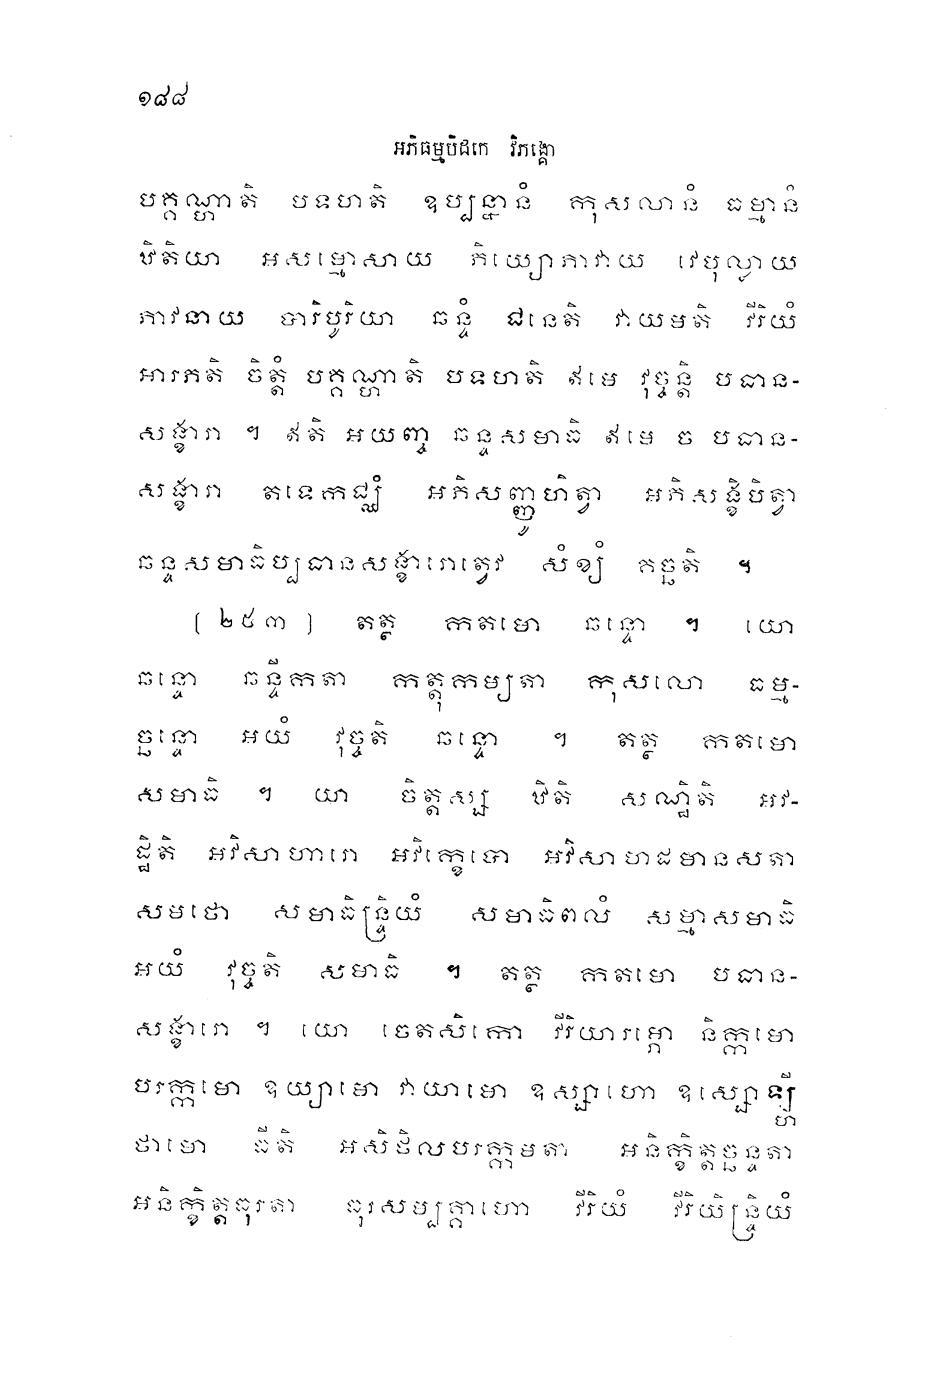 ១៨៨
អភិធម្មបិដកេ វិភង្គោ
បគ្គណ្ហាតិ បទហតិ ឧប្បន្នានំ កុសលានំ ធម្មានំ
ឋិតិយា អសម្មោសាយ ភិយ្យោភាវាយ វេបុល្លាយ
ភាវនាយ បារិបូរិយា ឆន្ទំ ជនេតិ វាយមតិ វីរិយំ
អារភតិ ចិត្តំ បគ្គណ្ហាតិ បទហតិ ឥមេ វុច្ចន្តិ បធាន-
សង្ខារា ។ ឥតិ អយញ្ច ឆន្ទសមាធិ ឥមេ ច បធាន-
សង្ខារា តទេកជ្ឈំ អភិសញ្ញូហិត្វា អភិសង្ខិបិត្វា
ឆន្ទសមាធិប្បធានសង្ខារោត្វេវ សំខ្យំ គច្ឆតិ ។
[ ២៥៣ ] តត្ថ កតមោ ឆន្ទោ ។ យោ
ឆន្ទោ ឆន្ទីកតា កត្តុកម្យតា កុសលោ ធម្ម-
ច្ឆន្ទោ អយំ វុច្ចតិ ឆន្ទោ ។ តត្ថ កតមោ
សមាធិ ។ យា ចិត្តស្ស ឋិតិ សណ្ឋិតិ អវ-
ដ្ឋិតិ អវិសាហារោ អវិក្ខេបោ អវិសាហដមានសតា
សមថោ សមាធិន្ទ្រិយំ សមាធិពលំ សម្មាសមាធិ
អយំ វុច្ចតិ សមាធិ ។ តត្ថ កតមោ បធាន-
សង្ខារោ ។ យោ ចេតសិកោ វីរិយារម្ភោ និក្កមោ
បរក្កមោ ឧយ្យាមោ វាយាមោ ឧស្សាហោ ឧស្សោឡ្ហី
ថាមោ ធីតិ អសិថិលបរក្កមតា អនិក្ខិត្តច្ឆន្ទតា
អនិក្ខិត្តធុរតា ធុរសម្បគ្គាហោ វីរិយំ វីរិយិន្ទ្រិយំ